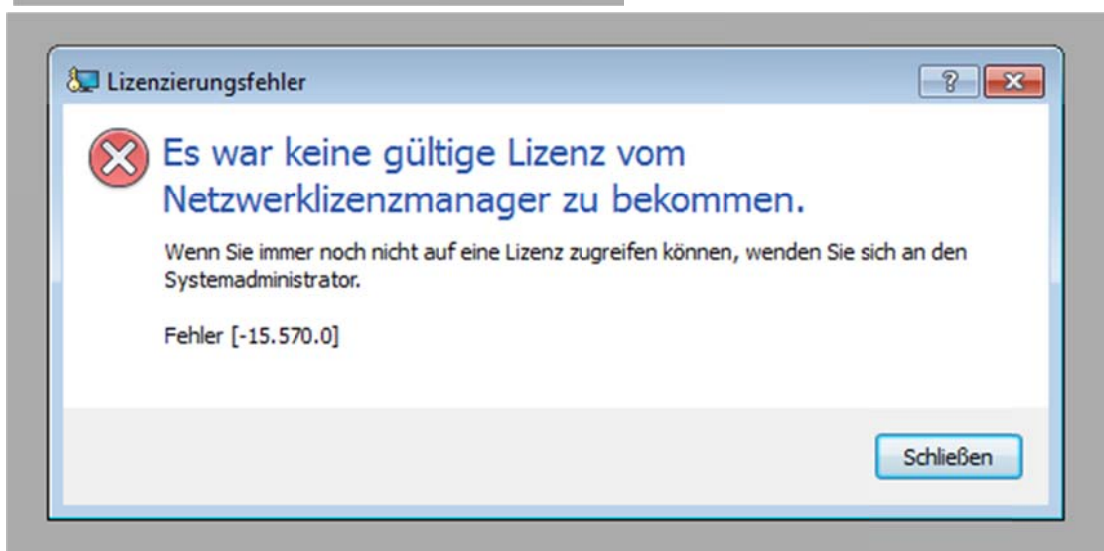 Lizenzierungsfehler
Es war keine gültige Lizenz vom
Netzwerklizenzmanager zu bekommen.
Wenn Sie immer noch nicht auf eine Lizenz zugreifen können, wenden Sie sich an den
Systemadministrator.
Fehler [-15.570.0]
Schließen